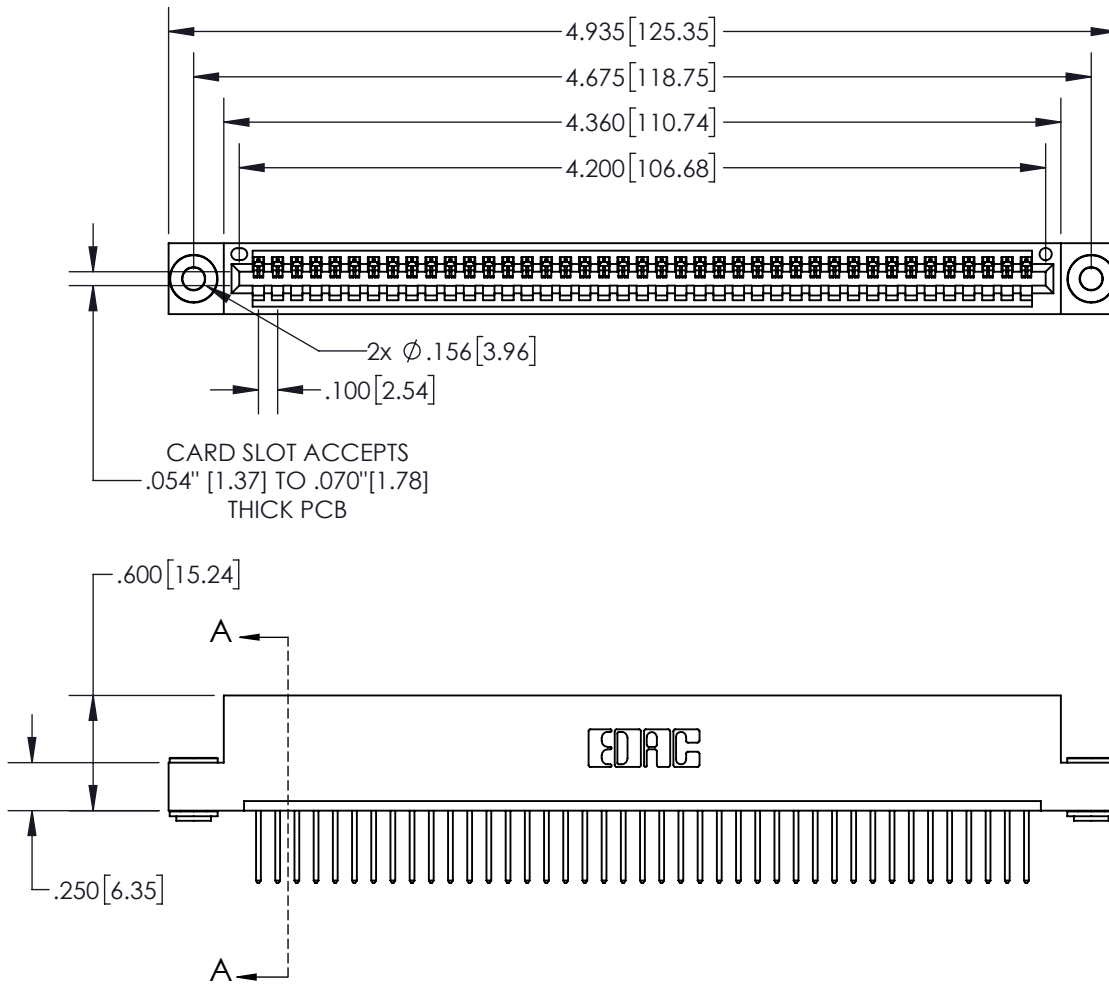 4.935[125.35]
4.675[118.75]
4.360[110.74]
4.200[106.68]
2x Ø.156[3.96]
.100[2.54]
CARD SLOT ACCEPTS
.054" [1.37] TO .070"[1.78]
THICK PCB
.600[15.24]
A
EDAC
.250[6.35]
A